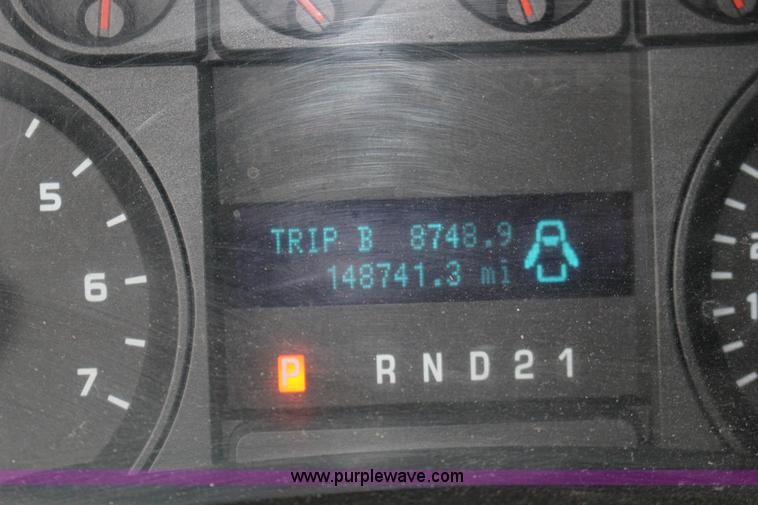 5
6
7
TRIP B 8748.9
148741.3 mi
P R N D 2 1
www.purplewave.com